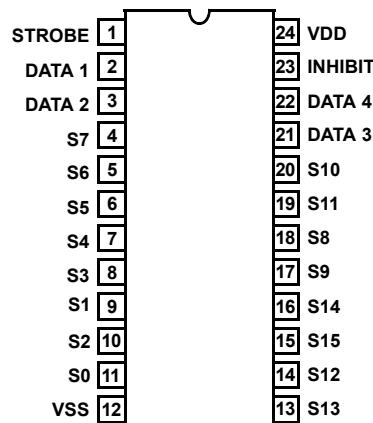 STROBE 1 24 VDD
DATA 1 2 23 INHIBIT
DATA 2 3 22 DATA 4
S7 4 21 DATA 3
S6 5 20 S10
S5 6 19 S11
S4 7 18 S8
S3 8 17 S9
S1 9 16 S14
S2 10 15 S15
S0 11 14 S12
VSS 12 13 S13